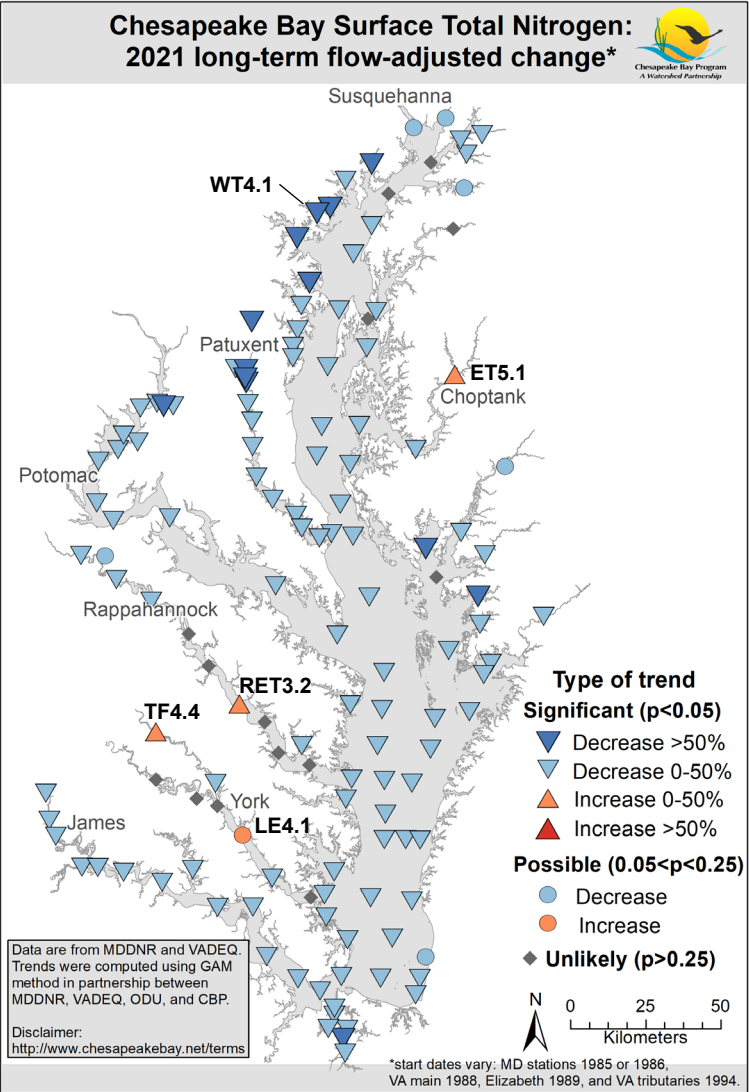 Chesapeake Bay Surface Total Nitrogen:
2021 long-term flow-adjusted change*
Chesapeake Bay Program
A Watershed Partnership
Susquehanna
WT4.1
Patuxent
ET5.1
Choptank
Potomac
Rappahannock
RET3.2
TF4.4
York
LE4.1
James
Type of trend
Significant (p<0.05)
Decrease >50%
Decrease 0-50%
Increase 0-50%
Increase >50%
Possible (0.05<p<0.25)
Decrease
Increase
Unlikely (p>0.25)
N
0 25 50
Kilometers
Data are from MDDNR and VADEQ.
Trends were computed using GAM
method in partnership between
MDDNR, VADEQ, ODU, and CBP.
Disclaimer:
http://www.chesapeakebay.net/terms
*start dates vary: MD stations 1985 or 1986,
VA main 1988, Elizabeth 1989, and VA tributaries 1994.